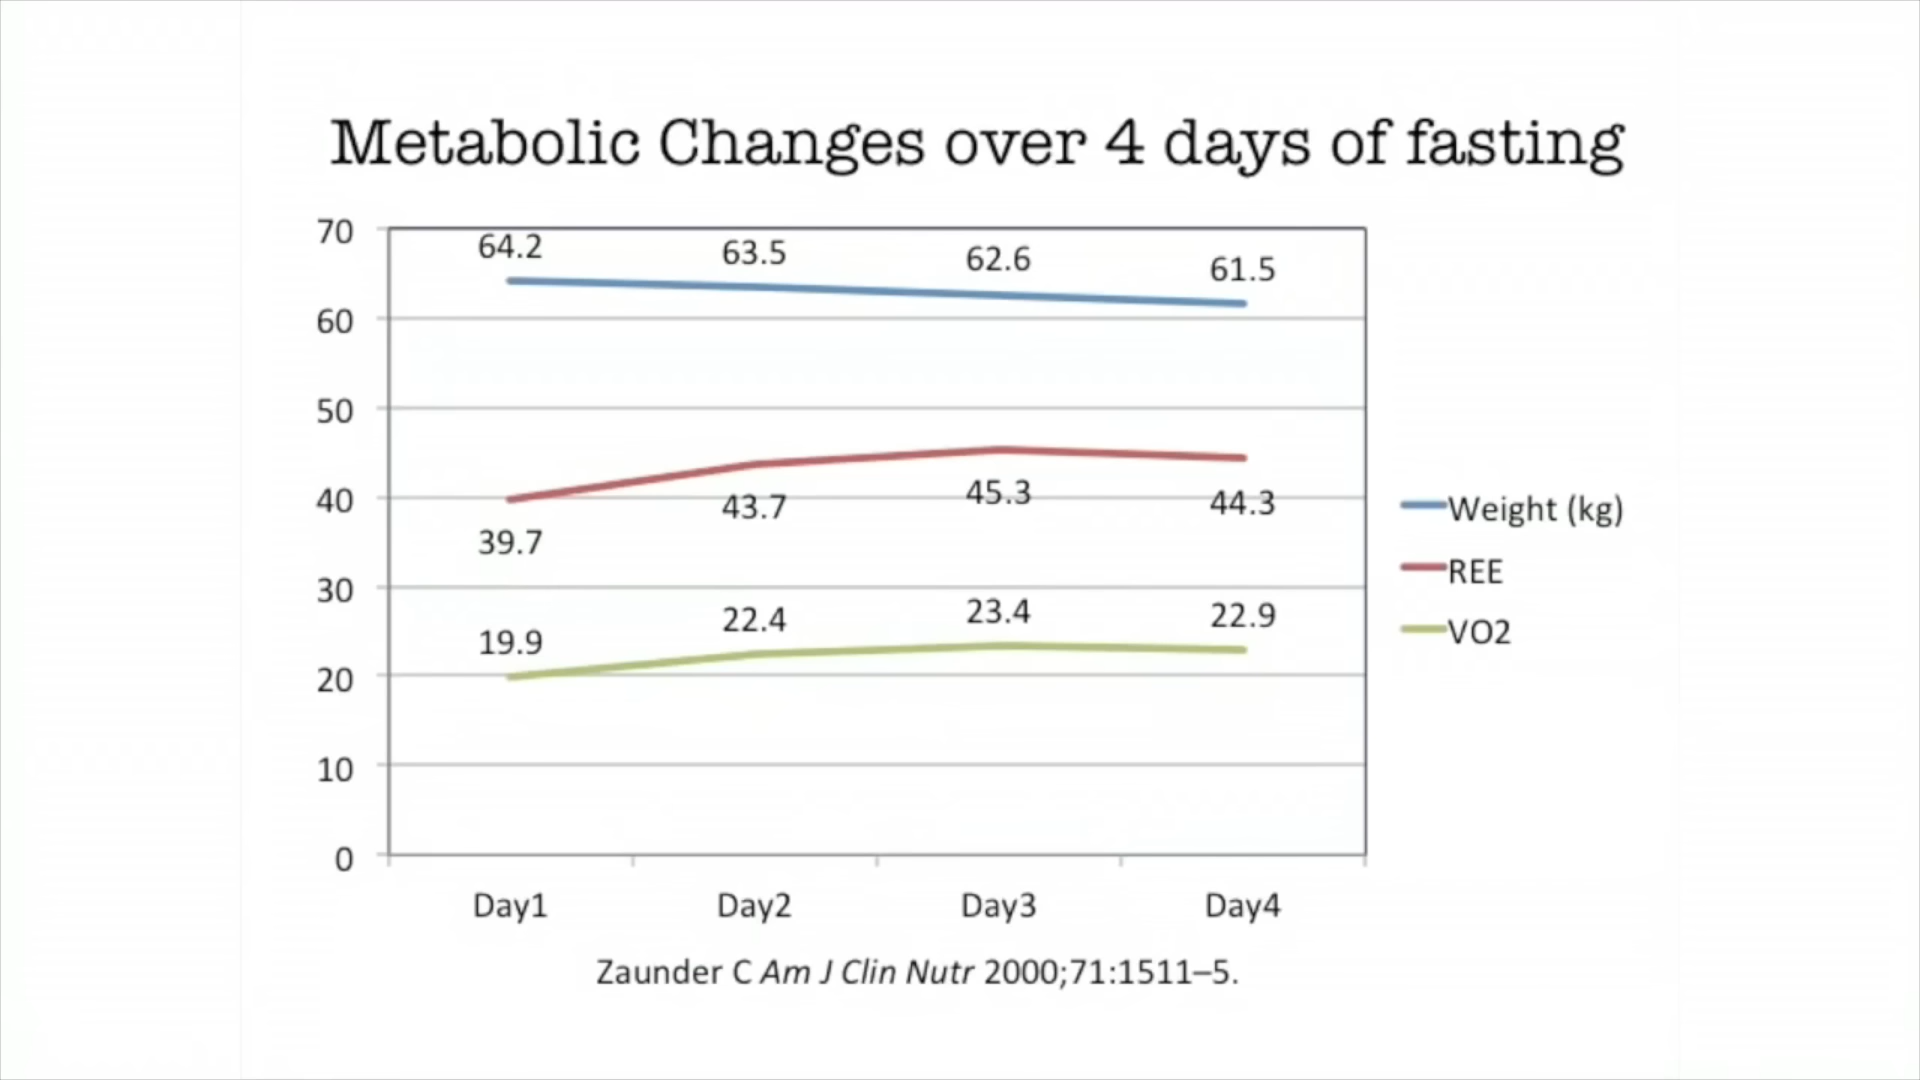 Metabolic Changes over 4 days of fasting
70
64.2 63.5 62.6 61.5
60
50
40
39.7 43.7 45.3 44.3
30
19.9 22.4 23.4 22.9
20
10
0
Day1 Day2 Day3 Day4
Weight (kg)
REE
VO2
Zaunder C Am J Clin Nutr 2000;71:1511–5.